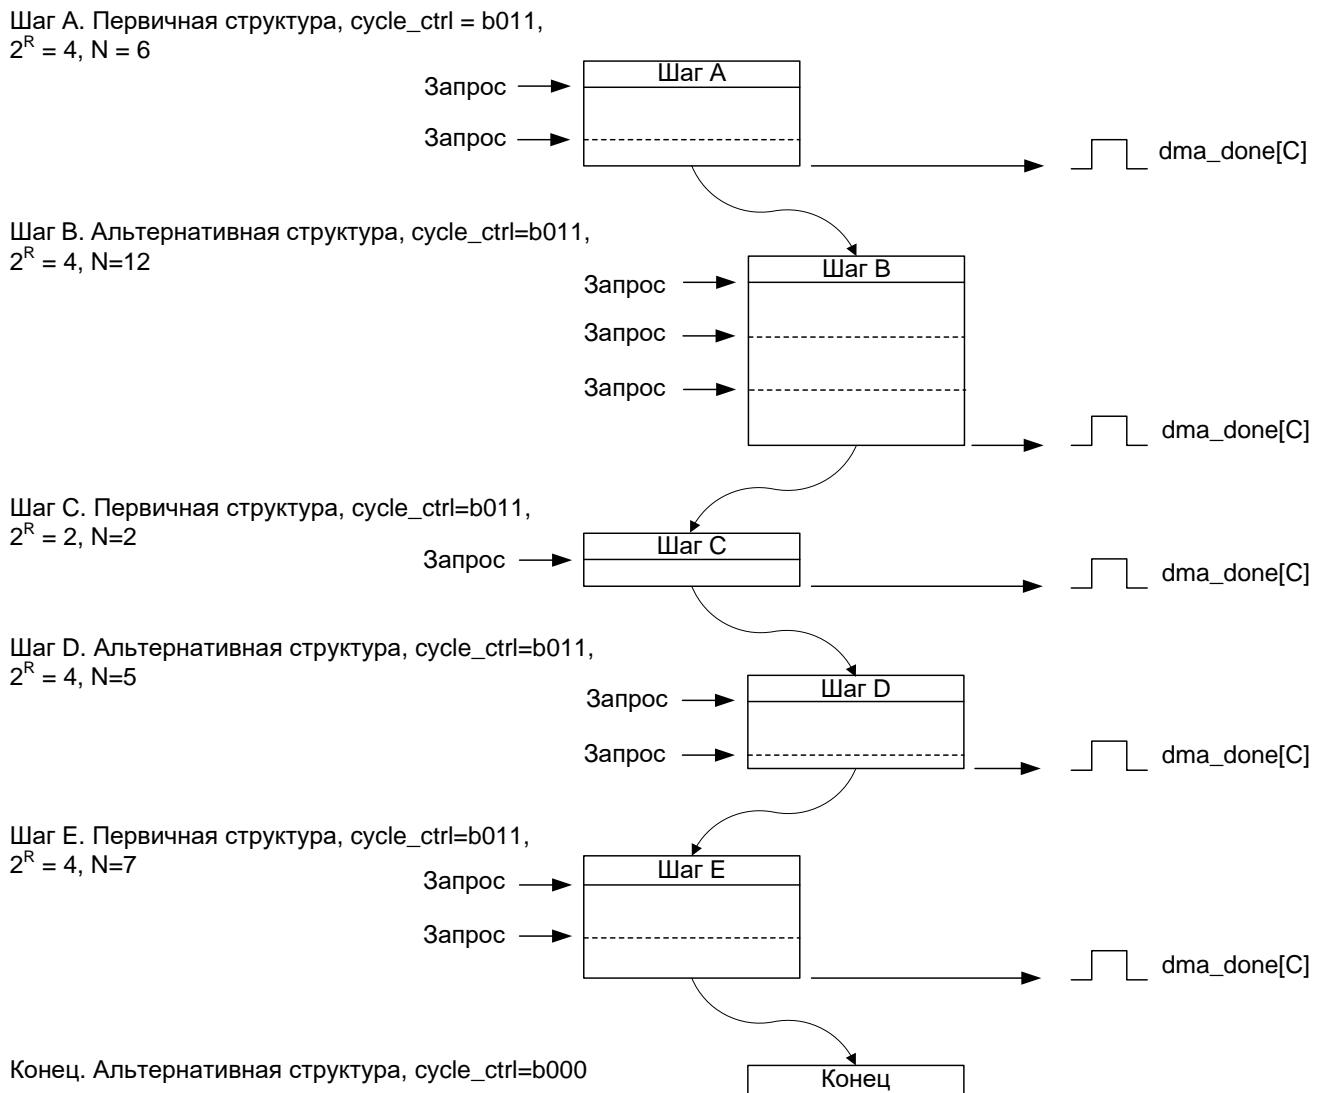 Шаг A. Первичная структура, cycle_ctrl = b011,
2^R = 4, N = 6
Шаг A
Запрос
Запрос
dma_done[C]
Шаг B. Альтернативная структура, cycle_ctrl=b011,
2^R = 4, N=12
Шаг B
Запрос
Запрос
Запрос
dma_done[C]
Шаг C. Первичная структура, cycle_ctrl=b011,
2^R = 2, N=2
Шаг C
Запрос
dma_done[C]
Шаг D. Альтернативная структура, cycle_ctrl=b011,
2^R = 4, N=5
Шаг D
Запрос
Запрос
dma_done[C]
Шаг E. Первичная структура, cycle_ctrl=b011,
2^R = 4, N=7
Шаг E
Запрос
Запрос
dma_done[C]
Конец. Альтернативная структура, cycle_ctrl=b000
Конец